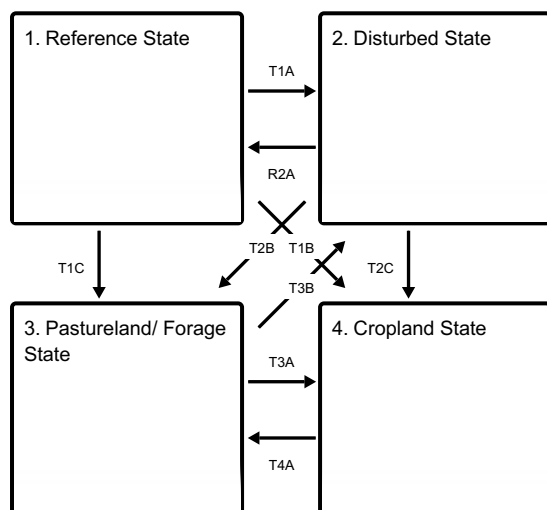 1. Reference State
2. Disturbed State
T1A
R2A
T2B
T1B
T1C
T3B
T2C
3. Pastureland/ Forage
State
4. Cropland State
T3A
T4A